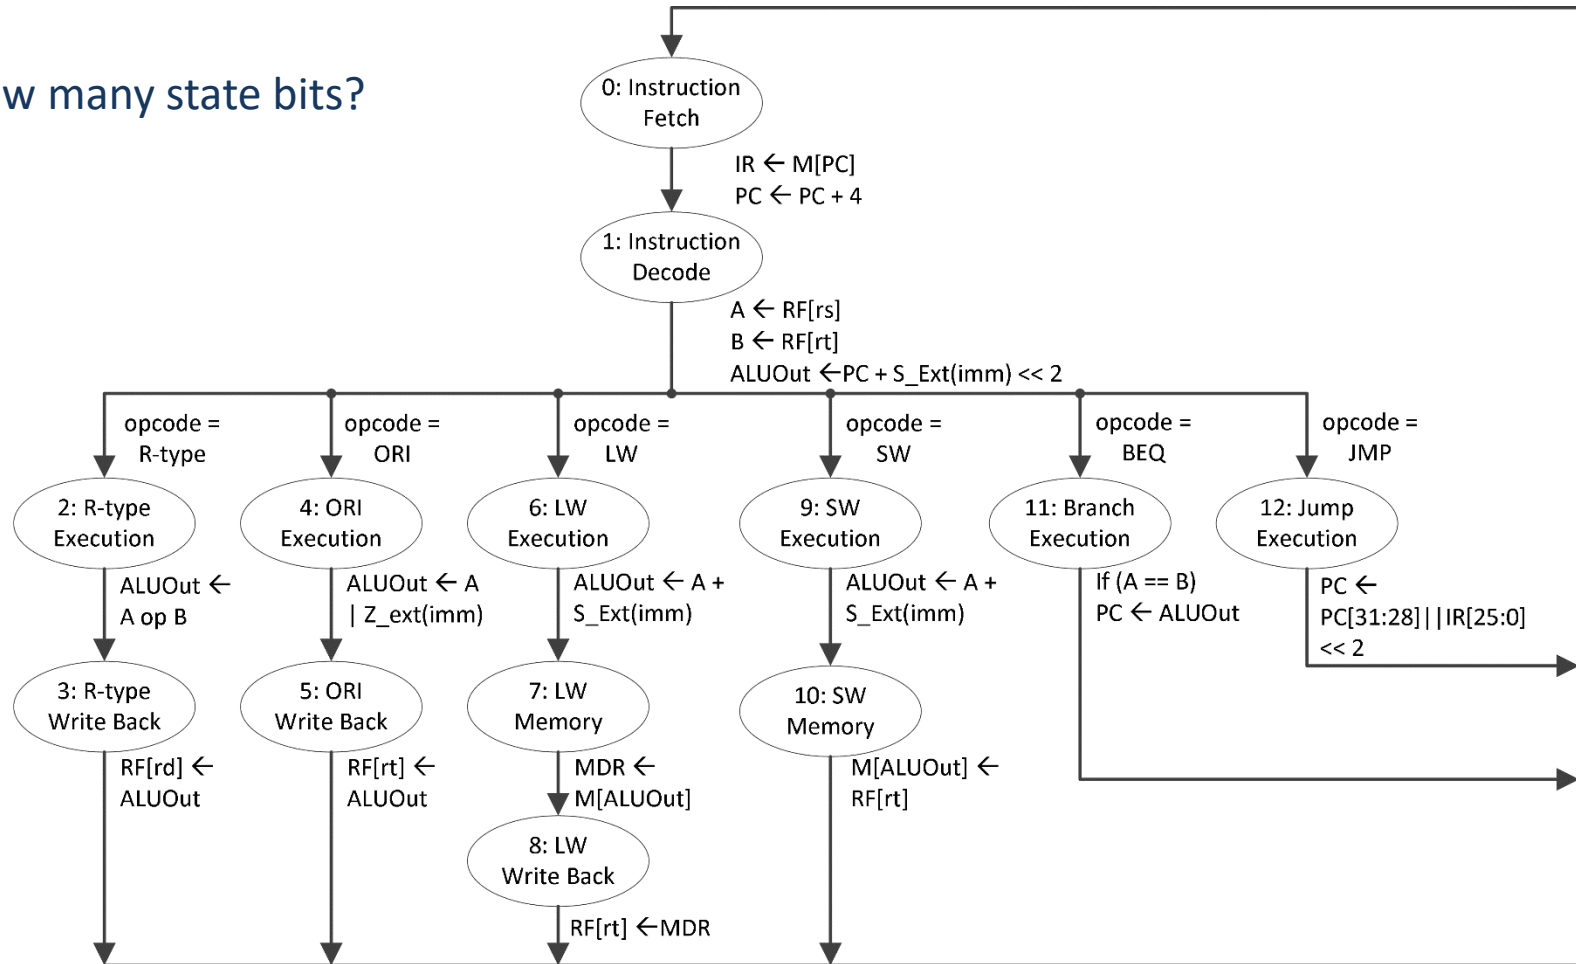 w many state bits?
0: Instruction
Fetch
IR ← M[PC]
PC ← PC + 4
1: Instruction
Decode
A ← RF[rs]
B ← RF[rt]
ALUOut ←PC + S_Ext(imm) << 2
opcode =
R-type
opcode =
ORI
opcode =
LW
opcode =
SW
opcode =
BEQ
opcode =
JMP
2: R-type
Execution
4: ORI
Execution
6: LW
Execution
9: SW
Execution
11: Branch
Execution
12: Jump
Execution
ALUOut ←
A op B
ALUOut ← A
| Z_ext(imm)
ALUOut ← A +
S_Ext(imm)
ALUOut ← A +
S_Ext(imm)
If (A == B)
PC ← ALUOut
PC ←
PC[31:28]||IR[25:0]
<< 2
3: R-type
Write Back
5: ORI
Write Back
7: LW
Memory
10: SW
Memory
RF[rd] ←
ALUOut
RF[rt] ←
ALUOut
MDR ←
M[ALUOut]
M[ALUOut] ←
RF[rt]
8: LW
Write Back
RF[rt] ←MDR